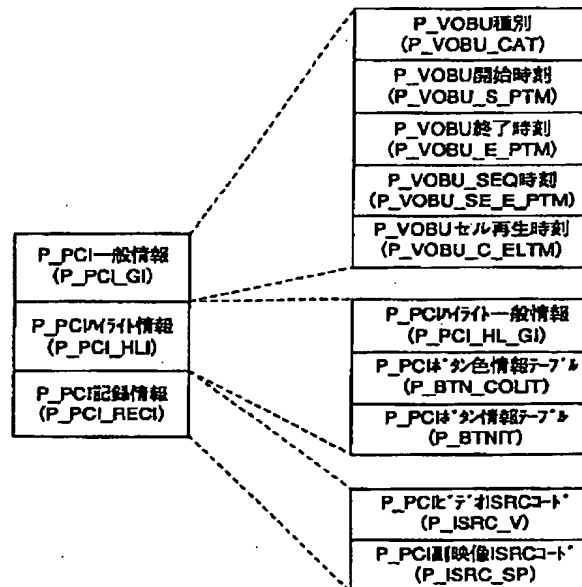 P_VOBU種別
(P_VOBU_CAT)
P_VOBU開始時刻
(P_VOBU_S_PTM)
P_VOBU終了時刻
(P_VOBU_E_PTM)
P_VOBU_SEQ時刻
(P_VOBU_SE_E_PTM)
P_VOBUセル再生時刻
(P_VOBU_C_ELTM)
P_PCI一般情報
(P_PCI_GI)
P_PCIハイライト情報
(P_PCI_HLI)
P_PCI記録情報
(P_PCI_RECI)
P_PCIハイライト一般情報
(P_PCI_HL_GI)
P_PCIボタン色情報テーブル
(P_BTN_COLIT)
P_PCIボタン情報テーブル
(P_BTNIT)
P_PCIビデオISRCコード
(P_ISRC_V)
P_PCI副映像ISRCコード
(P_ISRC_SP)